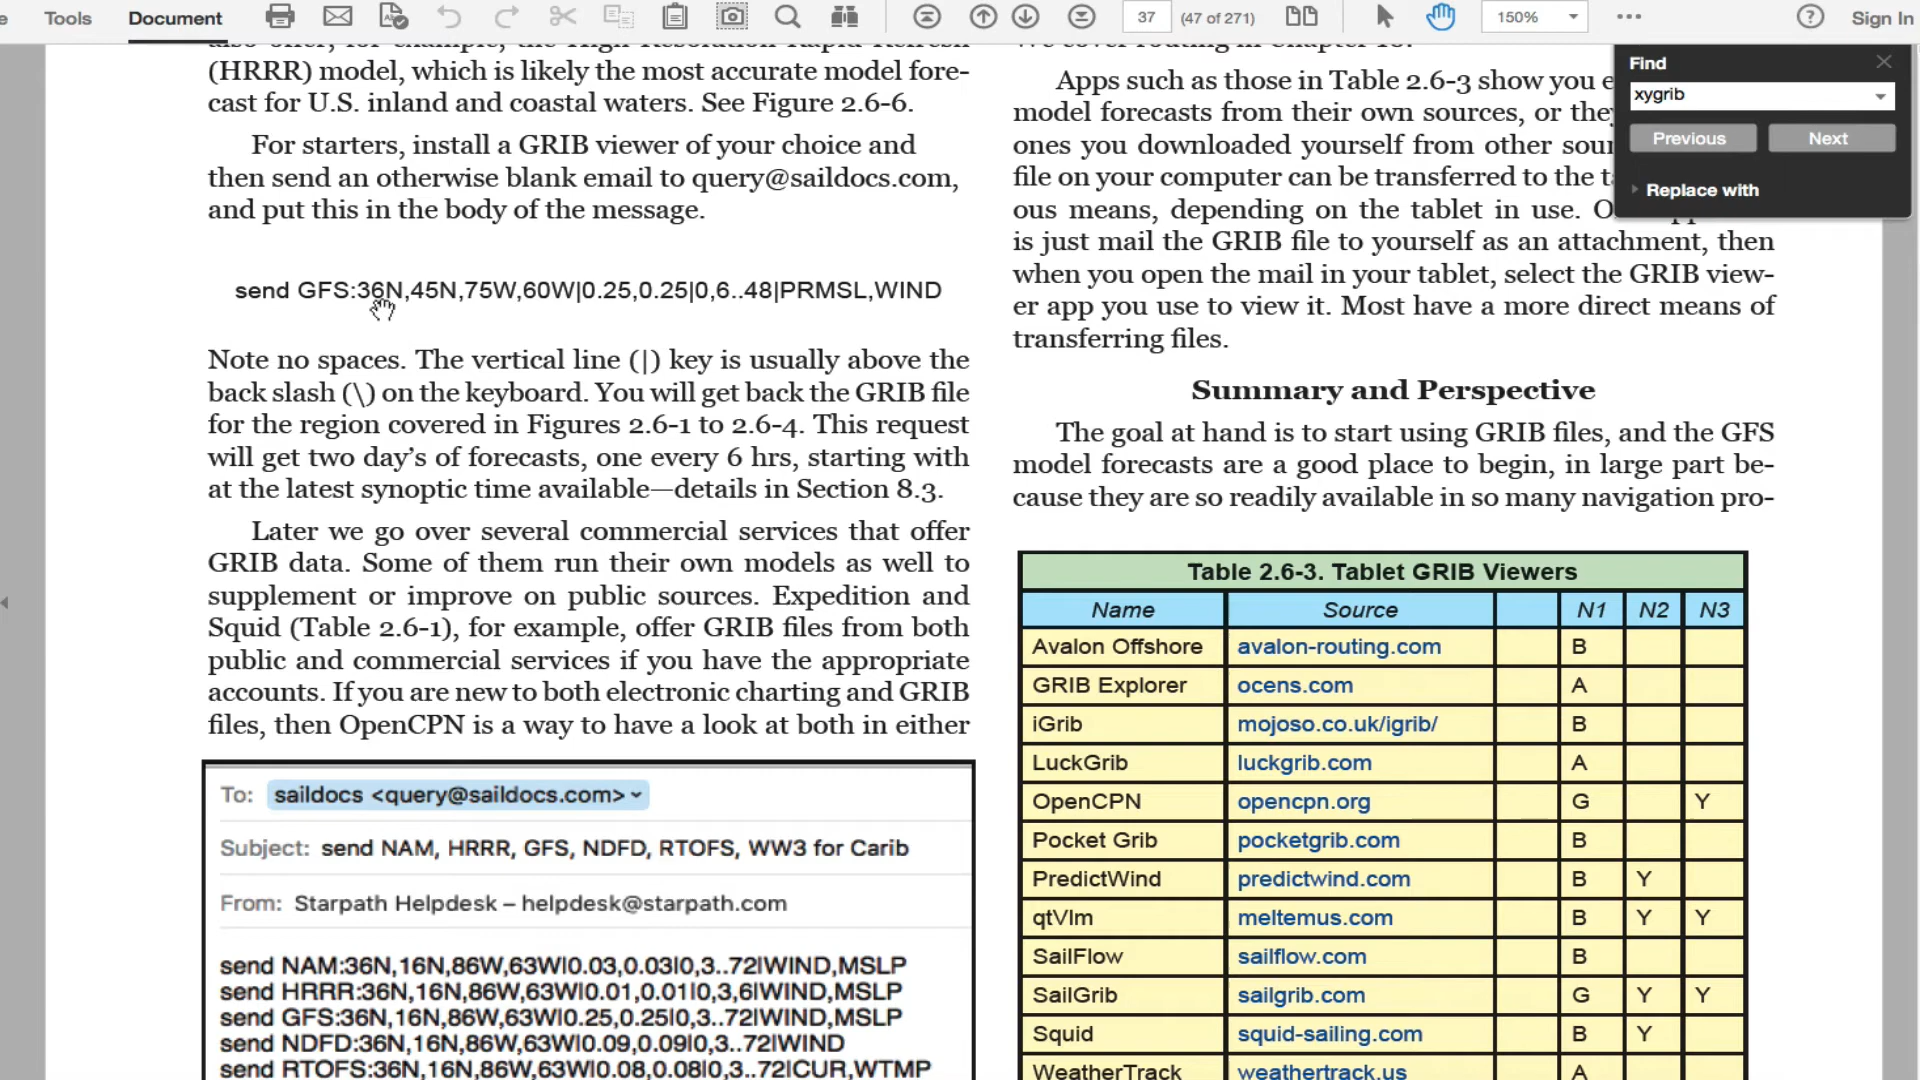 Tools
Document
37
(47 of 271)
150%
Sign In
Find
xygrib
Previous
Next
Replace with
also offer, for example, the High Resolution Rapid Refresh
(HRRR) model, which is likely the most accurate model fore-
cast for U.S. inland and coastal waters. See Figure 2.6-6.
For starters, install a GRIB viewer of your choice and
then send an otherwise blank email to query@saildocs.com,
and put this in the body of the message.
send GFS:36N,45N,75W,60W|0.25,0.25|0,6..48|PRMSL,WIND
Note no spaces. The vertical line (|) key is usually above the
back slash (\) on the keyboard. You will get back the GRIB file
for the region covered in Figures 2.6-1 to 2.6-4. This request
will get two day's of forecasts, one every 6 hrs, starting with
at the latest synoptic time available—details in Section 8.3.
Later we go over several commercial services that offer
GRIB data. Some of them run their own models as well to
supplement or improve on public sources. Expedition and
Squid (Table 2.6-1), for example, offer GRIB files from both
public and commercial services if you have the appropriate
accounts. If you are new to both electronic charting and GRIB
files, then OpenCPN is a way to have a look at both in either
To: saildocs <query@saildocs.com>
Subject: send NAM, HRRR, GFS, NDFD, RTOFS, WW3 for Carib
From: Starpath Helpdesk – helpdesk@starpath.com
send NAM:36N,16N,86W,63W|0.03,0.03|0,3..72|WIND,MSLP
send HRRR:36N,16N,86W,63W|0.01,0.01|0,3,6|WIND,MSLP
send GFS:36N,16N,86W,63W|0.25,0.25|0,3..72|WIND,MSLP
send NDFD:36N,16N,86W,63W|0.09,0.09|0,3..72|WIND
send RTOFS:36N,16N,86W,63W|0.08,0.08|0,3..72|CUR,WTMP
We cover routing in Chapter 10.
Apps such as those in Table 2.6-3 show you
model forecasts from their own sources, or
ones you downloaded yourself from other
file on your computer can be transferred to the
ous means, depending on the tablet in use.
is just mail the GRIB file to yourself as an attachment, then
when you open the mail in your tablet, select the GRIB view-
er app you use to view it. Most have a more direct means of
transferring files.
Summary and Perspective
The goal at hand is to start using GRIB files, and the GFS
model forecasts are a good place to begin, in large part be-
cause they are so readily available in so many navigation pro-
Table 2.6-3. Tablet GRIB Viewers
Name Source N1 N2 N3
Avalon Offshore avalon-routing.com B
GRIB Explorer ocens.com A
iGrib mojoso.co.uk/igrib/ B
LuckGrib luckgrib.com A
OpenCPN opencpn.org G Y
Pocket Grib pocketgrib.com B
PredictWind predictwind.com B Y
qtVlm meltemus.com B Y Y
SailFlow sailflow.com B
SailGrib sailgrib.com G Y Y
Squid squid-sailing.com B Y
WeatherTrack weathertrack.us A